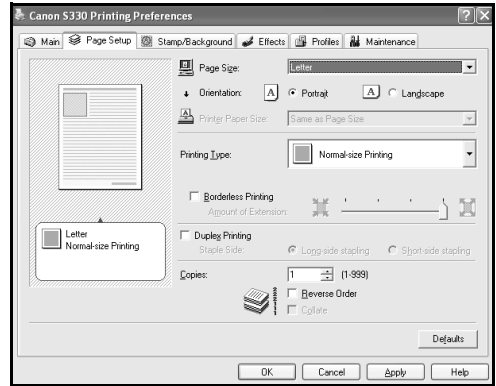 Canon S330 Printing Preferences
Main Page Setup Stamp/Background Effects Profiles Maintenance
Page Size: Letter
Orientation: A Portrait A Landscape
Printer Paper Size: Same as Page Size
Printing Type: Normal-size Printing
Borderless Printing
Amount of Extension:
Letter
Normal-size Printing
Duplex Printing
Staple Side: Long-side stapling Short-side stapling
Copies: 1 (1-999)
Reverse Order
Collate
Defaults
OK Cancel Apply Help